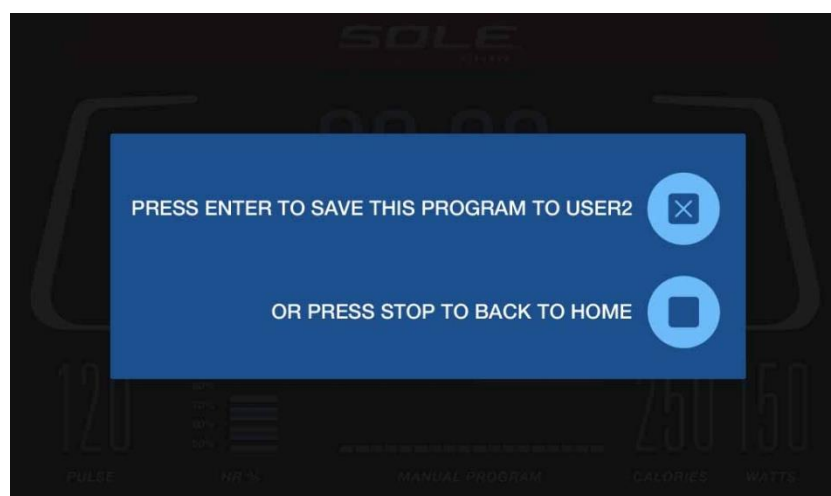 SOLE
PRESS ENTER TO SAVE THIS PROGRAM TO USER2
OR PRESS STOP TO BACK TO HOME
120
250
150
PULSE
HR %
MANUAL PROGRAM
CALORIES
WATTS